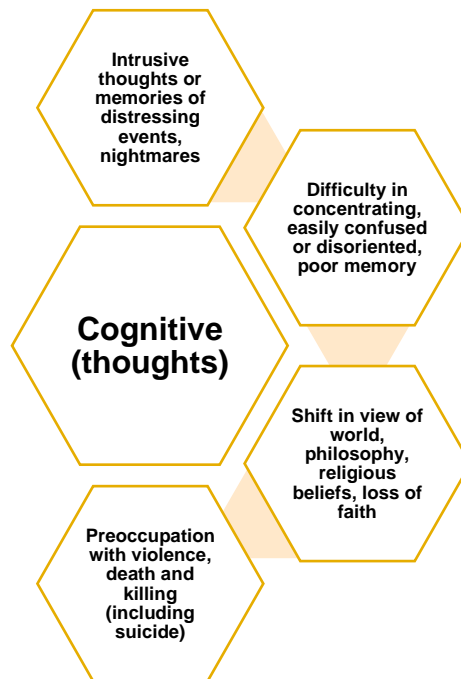 Intrusive
thoughts or
memories of
distressing
events,
nightmares
Difficulty in
concentrating,
easily confused
or disoriented,
poor memory
Cognitive
(thoughts)
Shift in view of
world,
philosophy,
religious
beliefs, loss of
faith
Preoccupation
with violence,
death and
killing
(including
suicide)